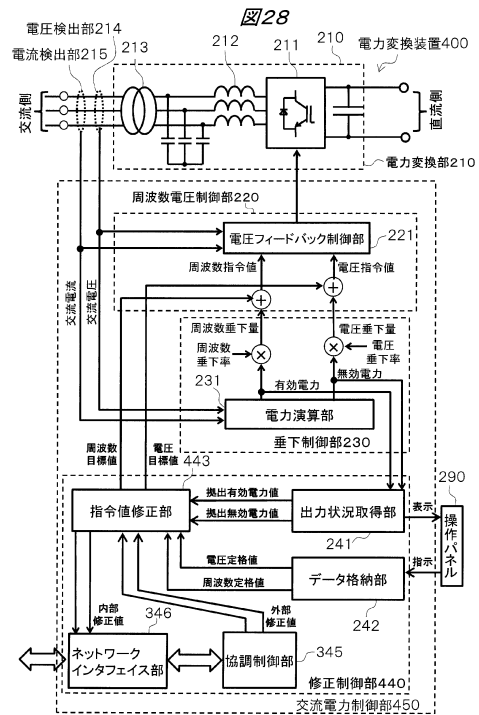 図28
電圧検出部214
電流検出部215
213
212
211
210
電力変換装置400
交流側
直流側
電力変換部210
周波数電圧制御部220
電圧フィードバック制御部
221
周波数指令値
電圧指令値
交流電流
交流電圧
周波数垂下量
電圧垂下量
周波数
垂下率
電圧
垂下率
有効電力
無効電力
231
電力演算部
垂下制御部230
周波数
目標値
電圧
目標値
443
指令値修正部
拠出有効電力値
拠出無効電力値
出力状況取得部
241
表示
290
操作パネル
指示
電圧定格値
周波数定格値
データ格納部
242
内部
修正値
346
外部
修正値
ネットワーク
インタフェイス部
協調制御部
345
修正制御部440
交流電力制御部450